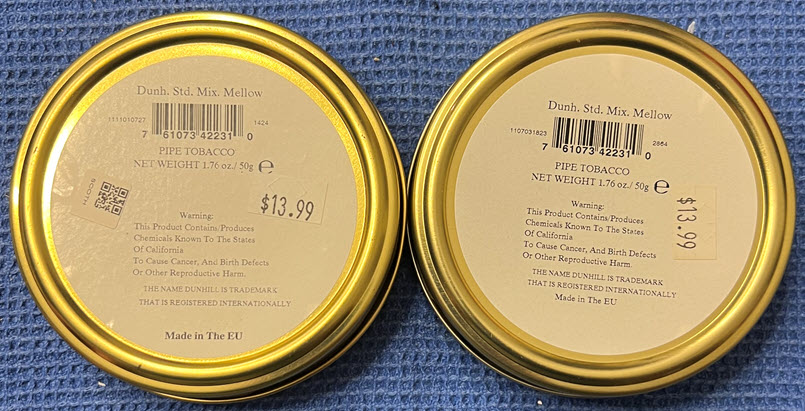 Dunh. Std. Mix. Mellow
1111010727
1424
7 61073 42231 0
PIPE TOBACCO
NET WEIGHT 1.76 oz./ 50g ℮
SCOTH
$13.99
Warning:
This Product Contains/Produces
Chemicals Known To The States
Of California
To Cause Cancer, And Birth Defects
Or Other Reproductive Harm.
THE NAME DUNHILL IS TRADEMARK
THAT IS REGISTERED INTERNATIONALLY
Made in The EU
Dunh. Std. Mix. Mellow
1107031823
2864
7 61073 42231 0
PIPE TOBACCO
NET WEIGHT 1.76 oz./ 50g ℮
$13.99
Warning:
This Product Contains/Produces
Chemicals Known To The States
Of California
To Cause Cancer, And Birth Defects
Or Other Reproductive Harm.
THE NAME DUNHILL IS TRADEMARK
THAT IS REGISTERED INTERNATIONALLY
Made in The EU